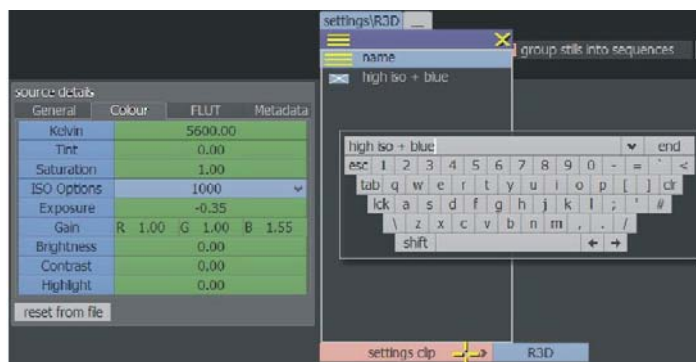 settings\R3D
group stills into sequences
name
high iso + blue
source details
General Colour FLUT Metadata
Kelvin 5600.00
Tint 0.00
Saturation 1.00
ISO Options 1000
Exposure -0.35
Gain R 1.00 G 1.00 B 1.55
Brightness 0.00
Contrast 0.00
Highlight 0.00
reset from file
high iso + blue end
esc 1 2 3 4 5 6 7 8 9 0 - = ` <
tab q w e r t y u i o p [ ] clr
lck a s d f g h j k l ; ' #
\ z x c v b n m , . /
shift ← →
settings clip R3D